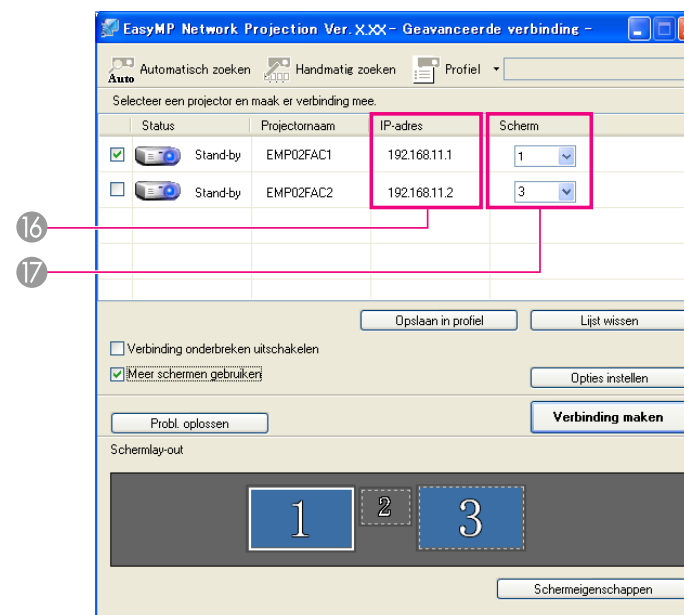 EasyMP Network Projection Ver. X.XX - Geavanceerde verbinding -
Auto Automatisch zoeken Handmatig zoeken Profiel
Selecteer een projector en maak er verbinding mee.
Status Projectornaam IP-adres Scherm
Stand-by EMP02FAC1 192.168.11.1 1
Stand-by EMP02FAC2 192.168.11.2 3
16
17
Opslaan in profiel Lijst wissen
Verbinding onderbreken uitschakelen
Meer schermen gebruiken
Opties instellen
Probl. oplossen Verbinding maken
Schermlay-out
1 2 3
Schermeigenschappen